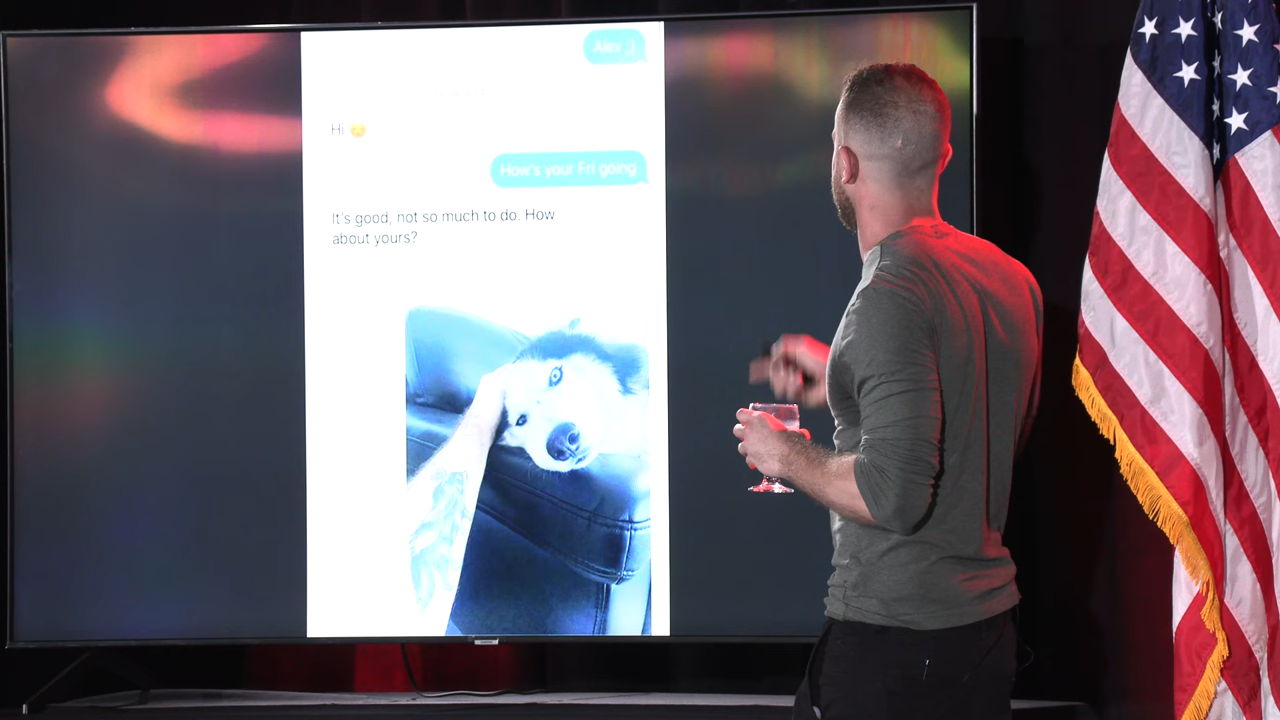 Alex ;)
Hi 😕
How's your Fri going
It's good, not so much to do. How
about yours?